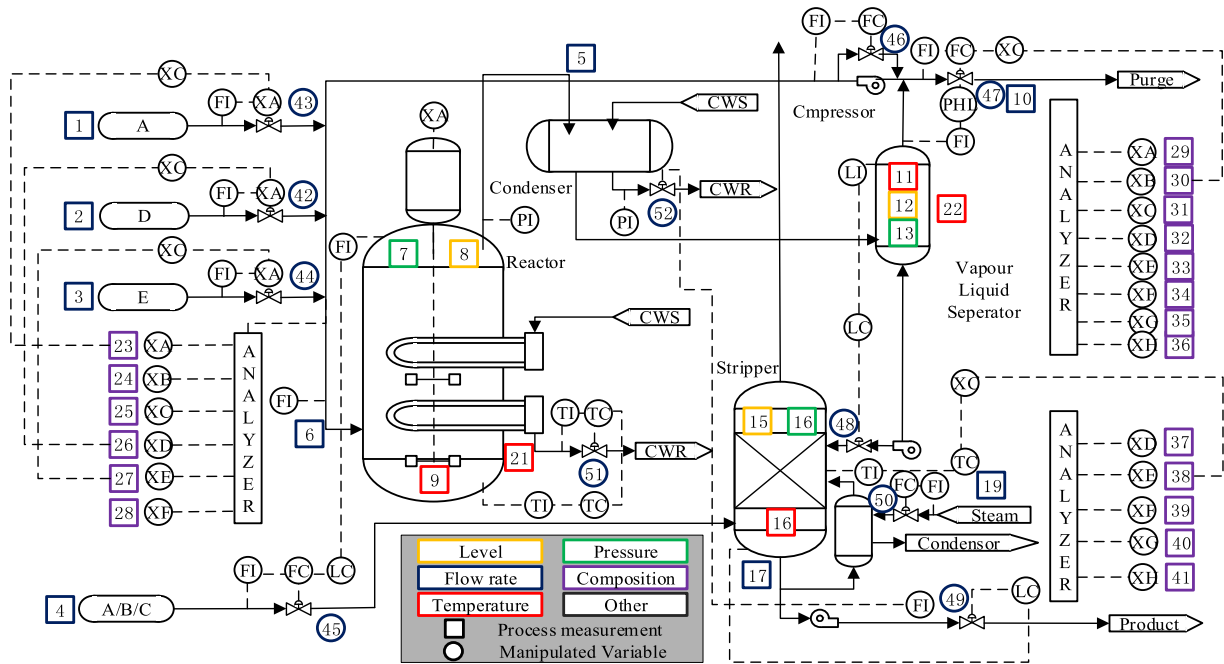 FI
FC
46
FI
FC
XC
5
XC
FI
XA
43
1
A
Purge
47
10
PHL
Cmpressor
CWS
XA
FI
A
N
A
L
Y
Z
E
R
XA
29
XB
30
XC
31
XD
32
XE
33
XF
34
XG
35
XH
36
XC
FI
XA
42
2
D
Condenser
CWR
52
PI
PI
LI
11
12
13
22
XC
FI
XA
44
3
E
FI
7
8
Reactor
Vapour
Liquid
Seperator
CWS
LC
23
XA
24
XB
25
XC
26
XD
27
XE
28
XF
A
N
A
L
Y
Z
E
R
FI
6
Stripper
XC
15
16
48
TI
TC
CWR
51
21
9
TI
TC
TI
TC
19
FC
FI
50
Steam
16
Condensor
A
N
A
L
Y
Z
E
R
XD
37
XE
38
XF
39
XG
40
XH
41
FI
FC
LC
4
A/B/C
45
17
FI
49
LC
Product
Level
Pressure
Flow rate
Composition
Temperature
Other
Process measurement
Manipulated Variable